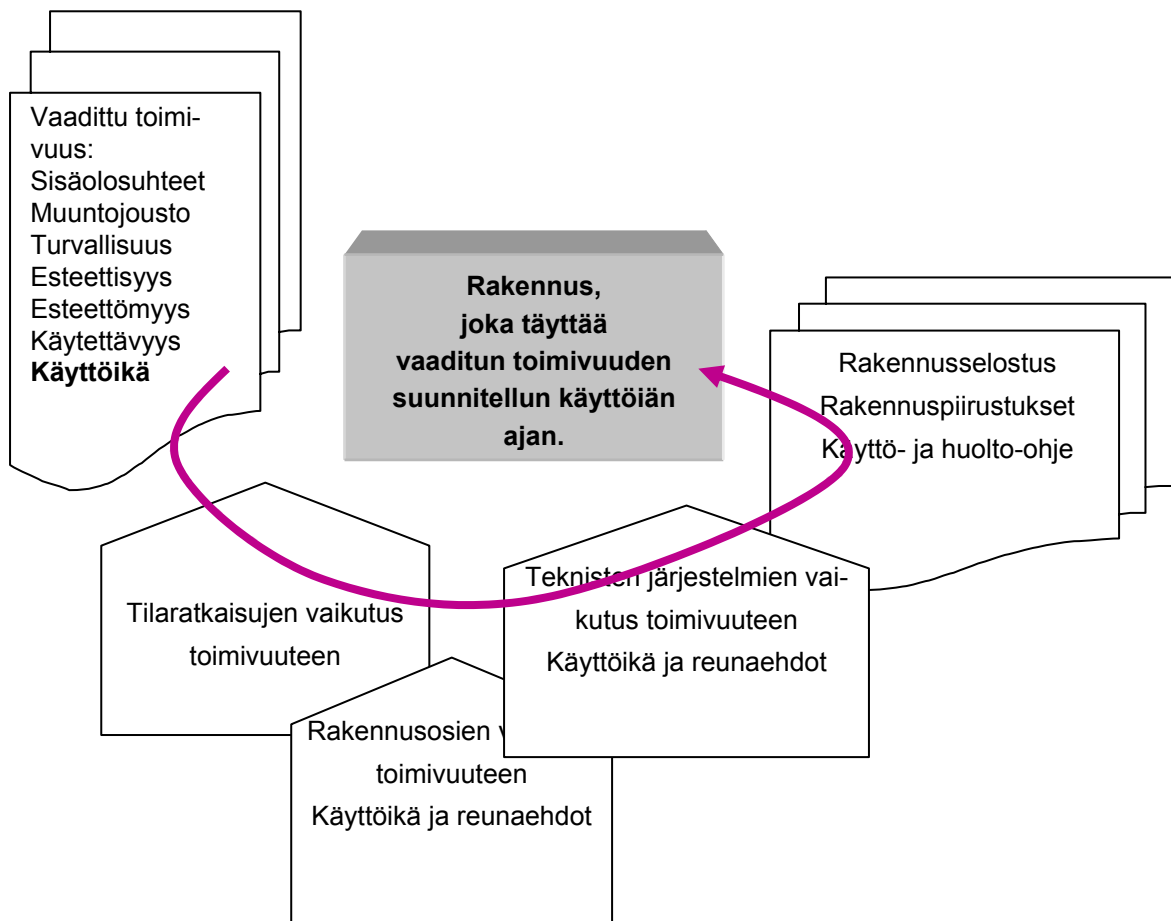 Vaadittu toimi-
vuus:
Sisäolosuhteet
Muuntojousto
Turvallisuus
Esteettisyys
Esteettömyys
Käytettävyys
Käyttöikä
Rakennus,
joka täyttää
vaaditun toimivuuden
suunnitellun käyttöiän
ajan.
Rakennusselostus
Rakennuspiirustukset
Käyttö- ja huolto-ohje
Tilaratkaisujen vaikutus
toimivuuteen
Teknisten järjestelmien vai-
kutus toimivuuteen
Käyttöikä ja reunaehdot
Rakennusosien
toimivuuteen
Käyttöikä ja reunaehdot